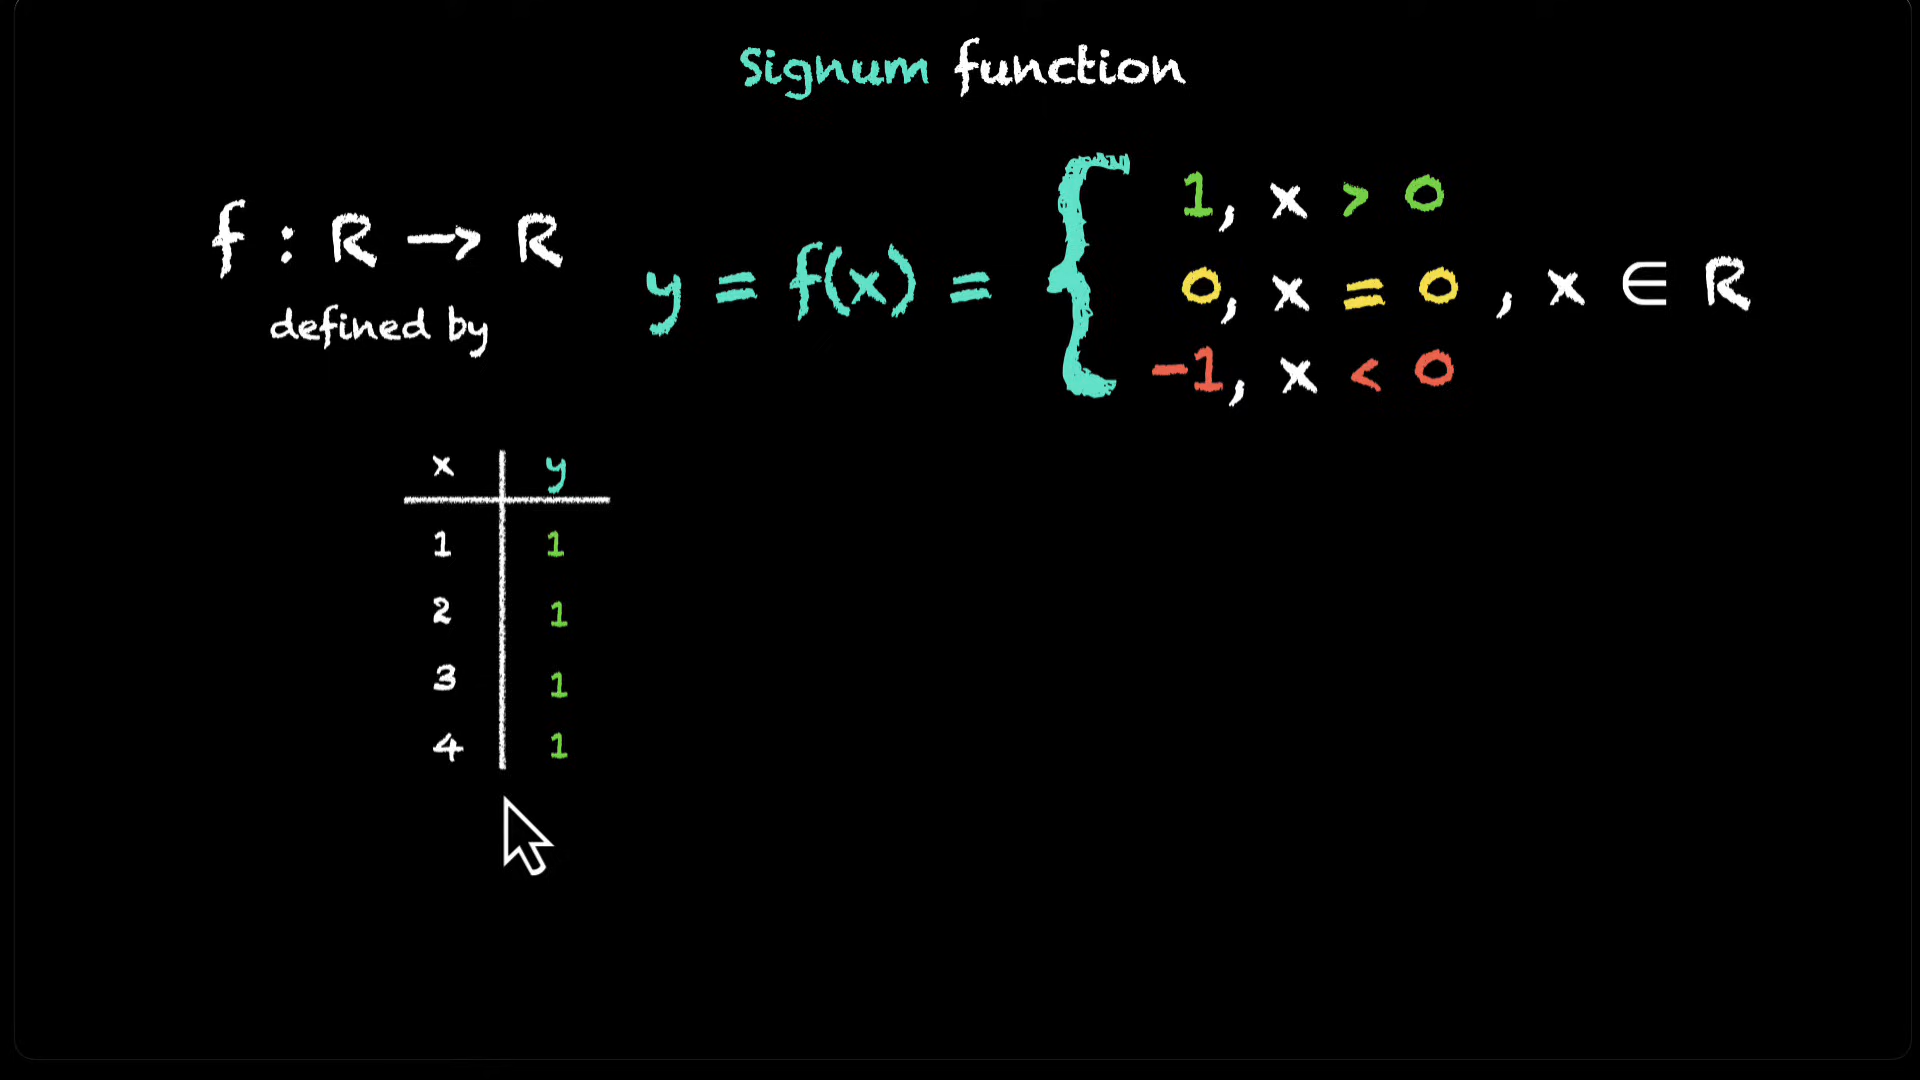 Signum function
f : R → R
defined by
y = f(x) = {
1, x > 0
0, x = 0 , x ∈ R
-1, x < 0
x y
1 1
2 1
3 1
4 1